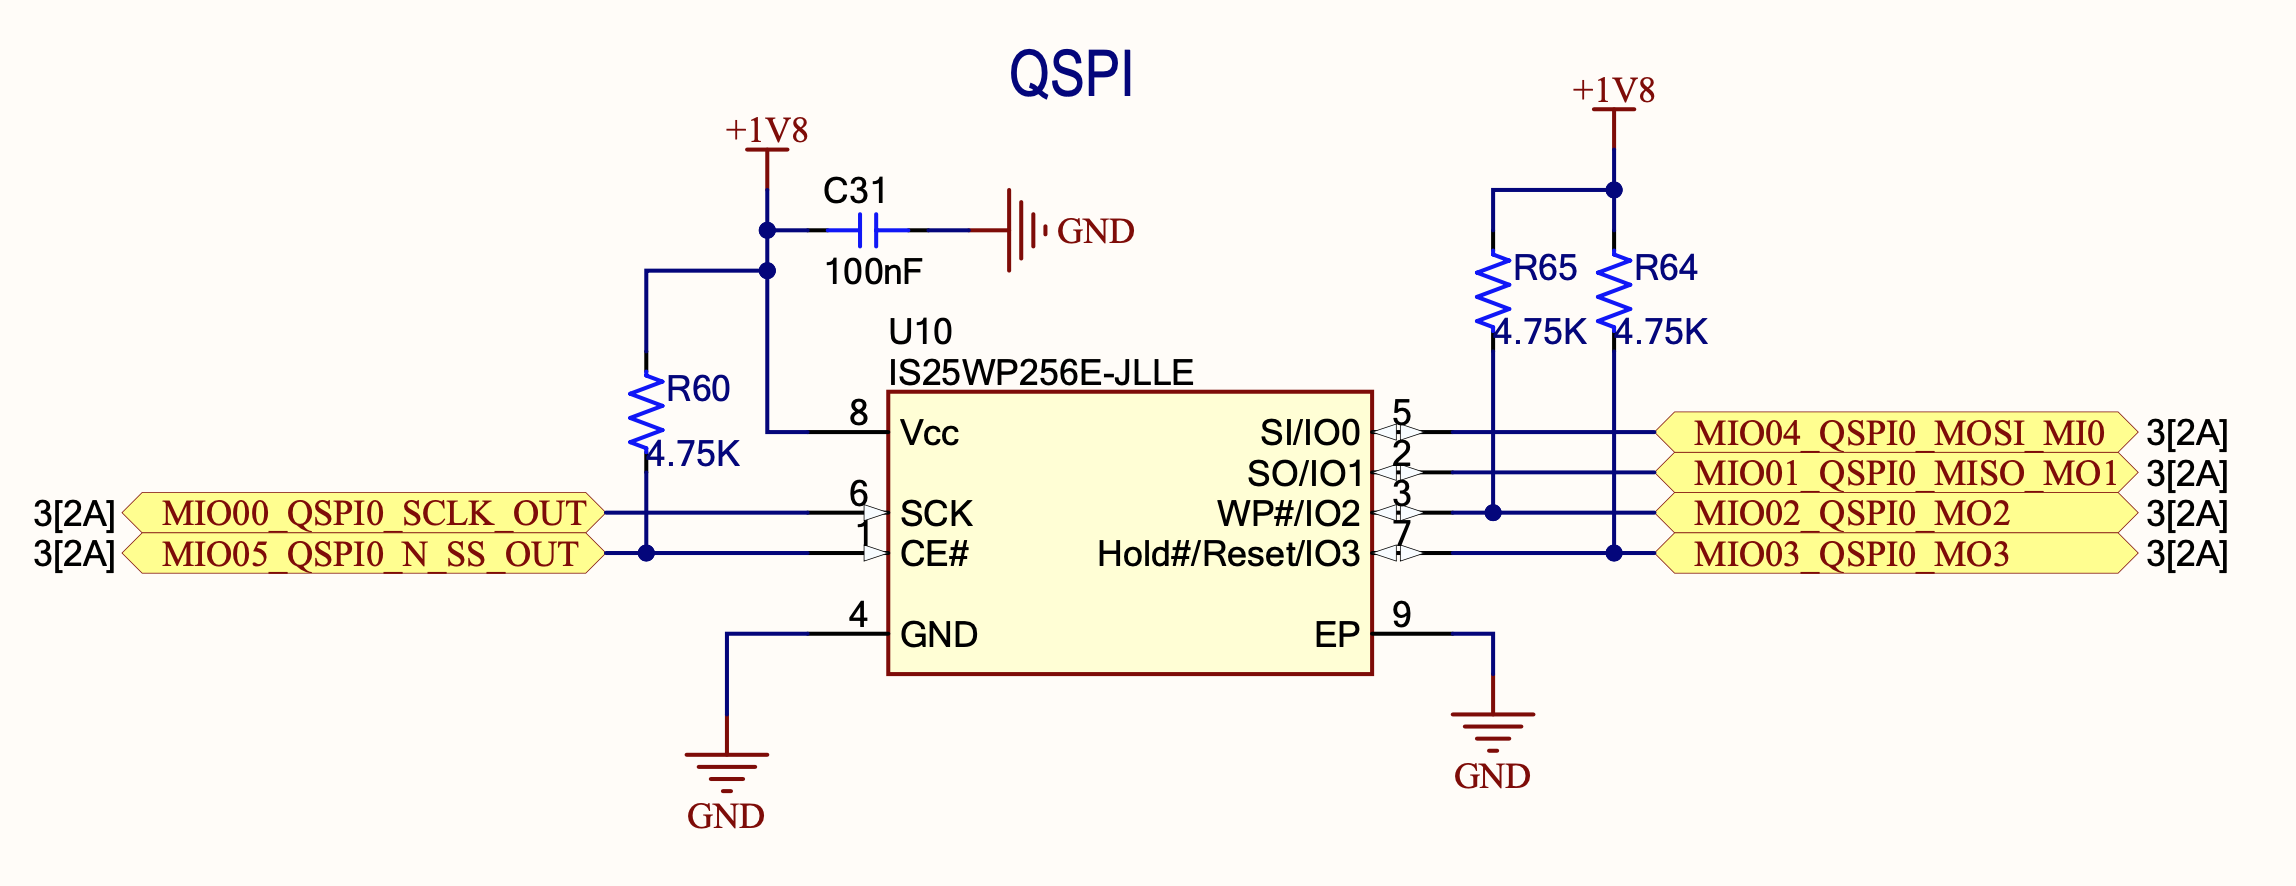 QSPI
+1V8
+1V8
C31
GND
100nF
R65
R64
4.75K
4.75K
U10
IS25WP256E-JLLE
R60
4.75K
8
Vcc
SI/IO0
5
MIO04_QSPI0_MOSI_MI0
3[2A]
SO/IO1
2
MIO01_QSPI0_MISO_MO1
3[2A]
3[2A]
MIO00_QSPI0_SCLK_OUT
6
SCK
WP#/IO2
3
MIO02_QSPI0_MO2
3[2A]
3[2A]
MIO05_QSPI0_N_SS_OUT
1
CE#
Hold#/Reset/IO3
7
MIO03_QSPI0_MO3
3[2A]
4
GND
EP
9
GND
GND